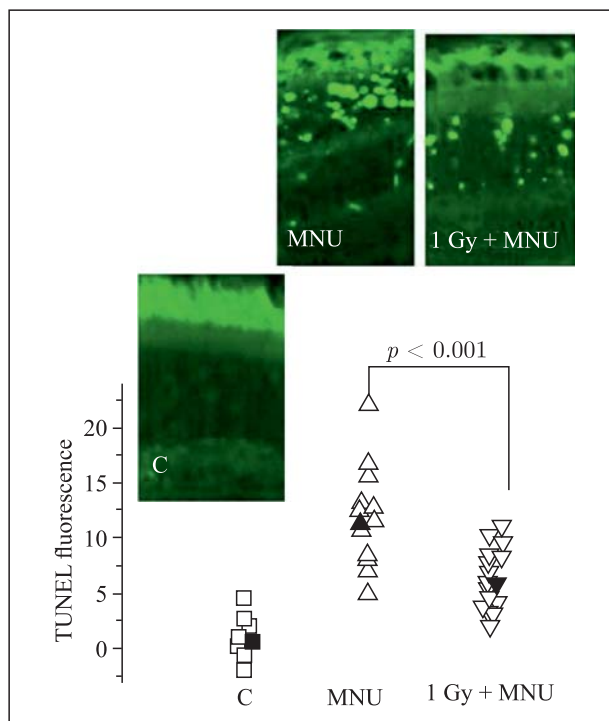 MNU
1 Gy + MNU
C
p < 0.001
TUNEL fluorescence
20
15
10
5
0
C
MNU
1 Gy + MNU